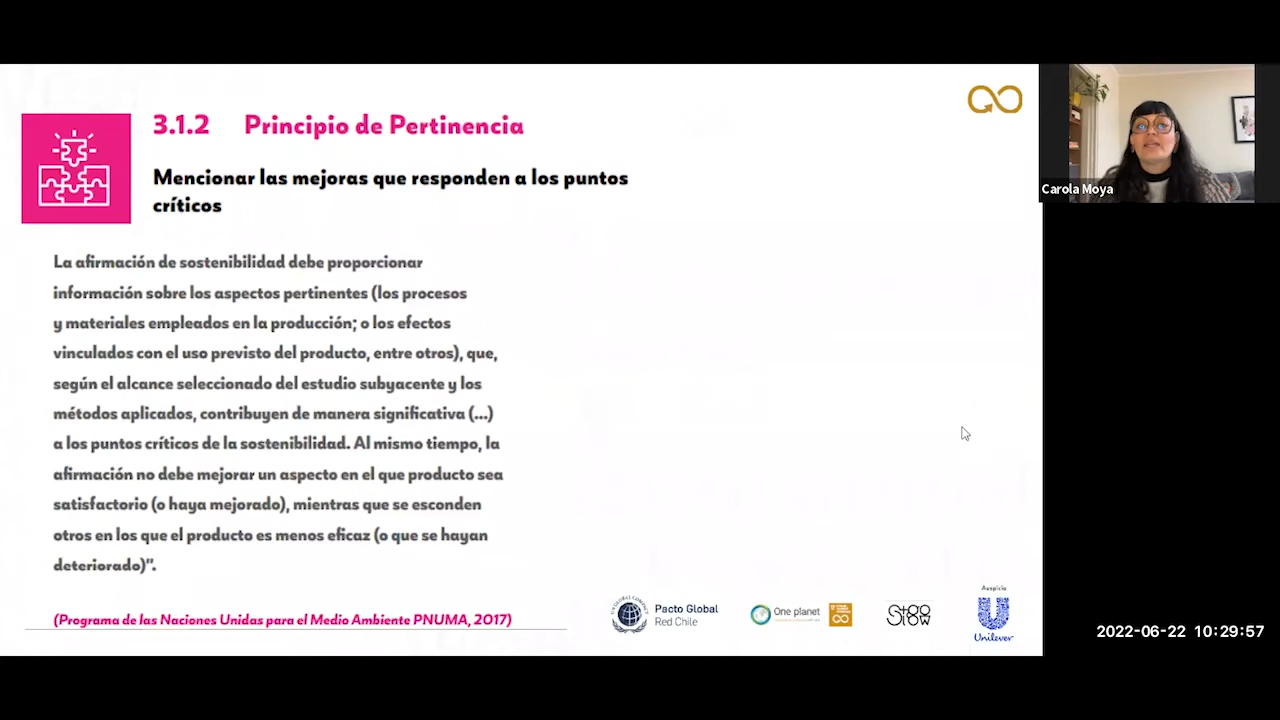 3.1.2 Principio de Pertinencia
Mencionar las mejoras que responden a los puntos
críticos
La afirmación de sostenibilidad debe proporcionar
información sobre los aspectos pertinentes (los procesos
y materiales empleados en la producción; o los efectos
vinculados con el uso previsto del producto, entre otros), que,
según el alcance seleccionado del estudio subyacente y los
métodos aplicados, contribuyen de manera significativa (...)
a los puntos críticos de la sostenibilidad. Al mismo tiempo, la
afirmación no debe mejorar un aspecto en el que producto sea
satisfactorio (o haya mejorado), mientras que se esconden
otros en los que el producto es menos eficaz (o que se hayan
deteriorado)".
(Programa de las Naciones Unidas para el Medio Ambiente PNUMA, 2017)
Pacto Global
Red Chile
One planet
Stgo
Slow
Auspicia
Unilever
Carola Moya
2022-06-22 10:29:57